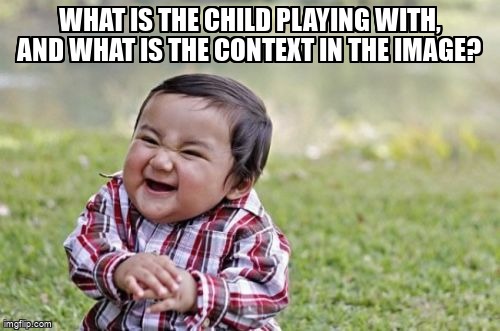 WHAT IS THE CHILD PLAYING WITH,
AND WHAT IS THE CONTEXT IN THE IMAGE?
imgflip.com